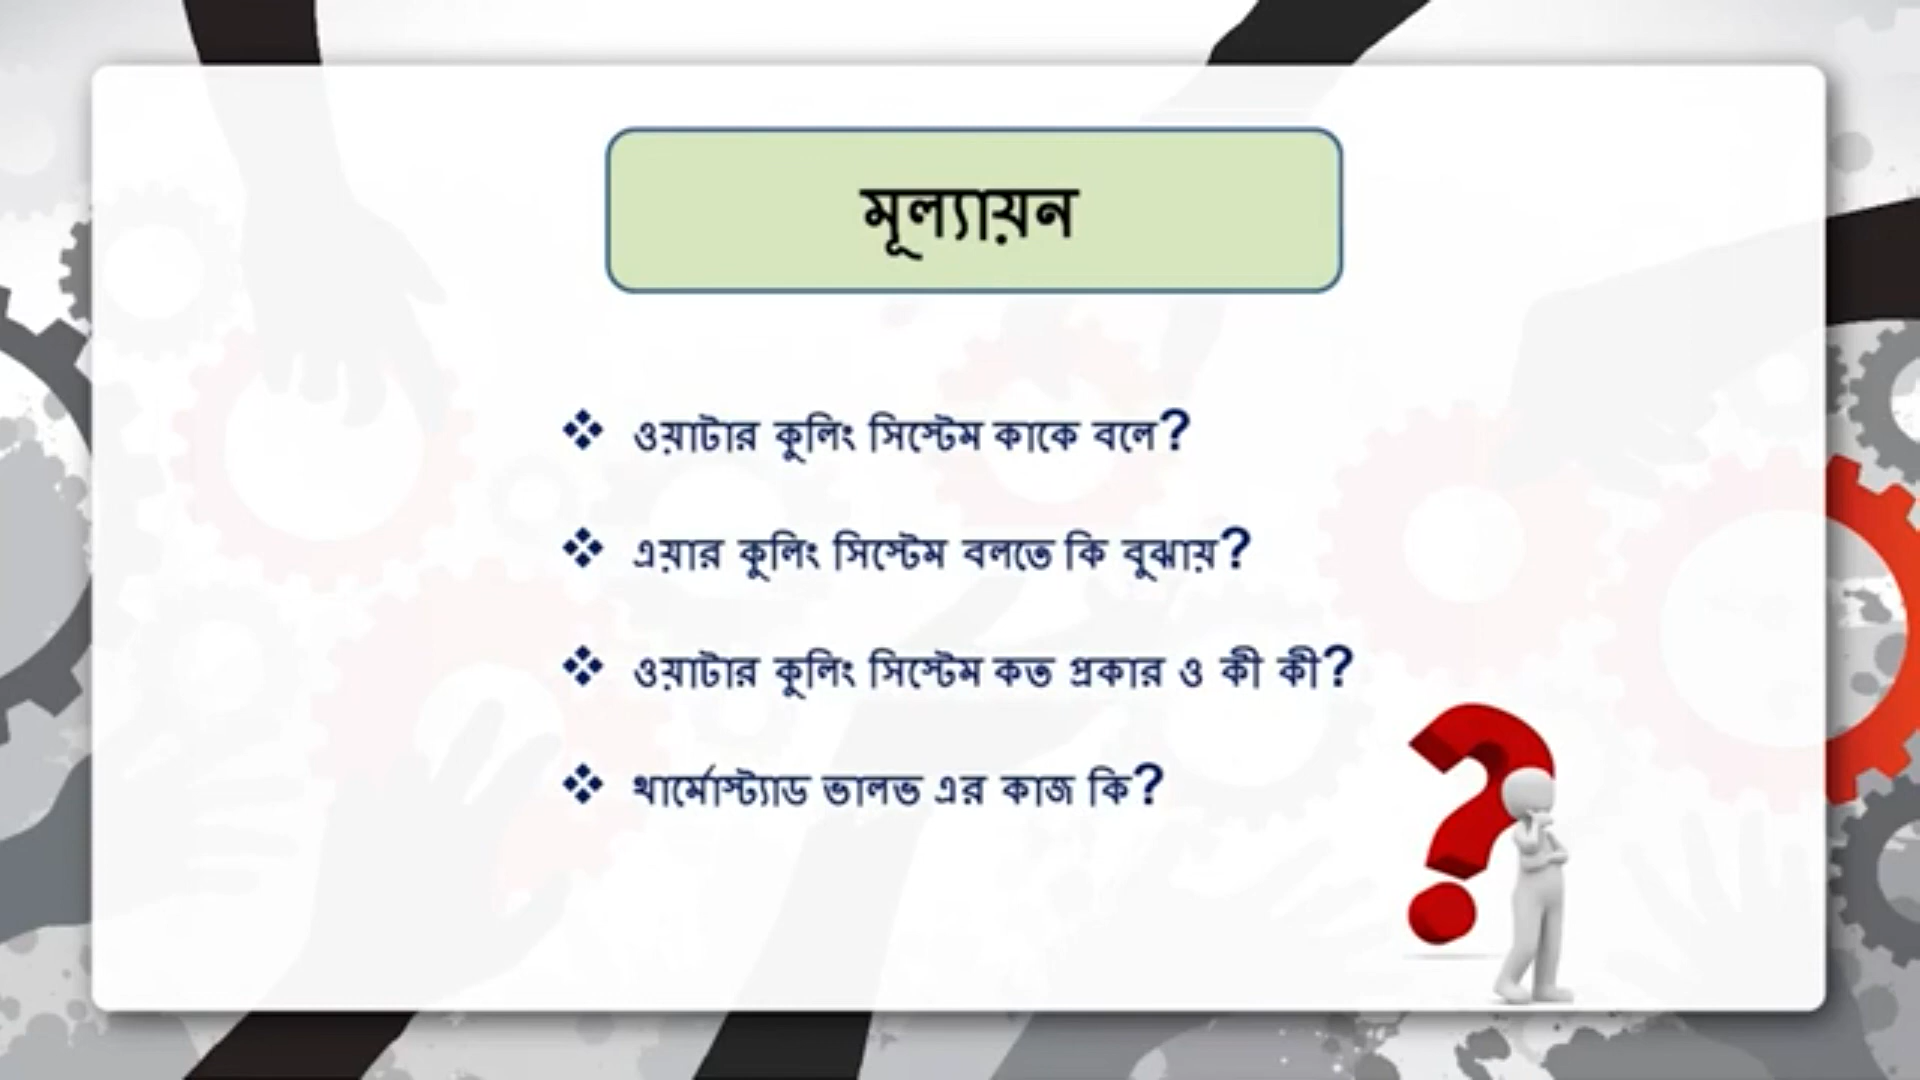 মূল্যায়ন
❖ ওয়াটার কুলিং সিস্টেম কাকে বলে?
❖ এয়ার কুলিং সিস্টেম বলতে কি বুঝায়?
❖ ওয়াটার কুলিং সিস্টেম কত প্রকার ও কী কী?
❖ থার্মোস্ট্যাড ভালভ এর কাজ কি?